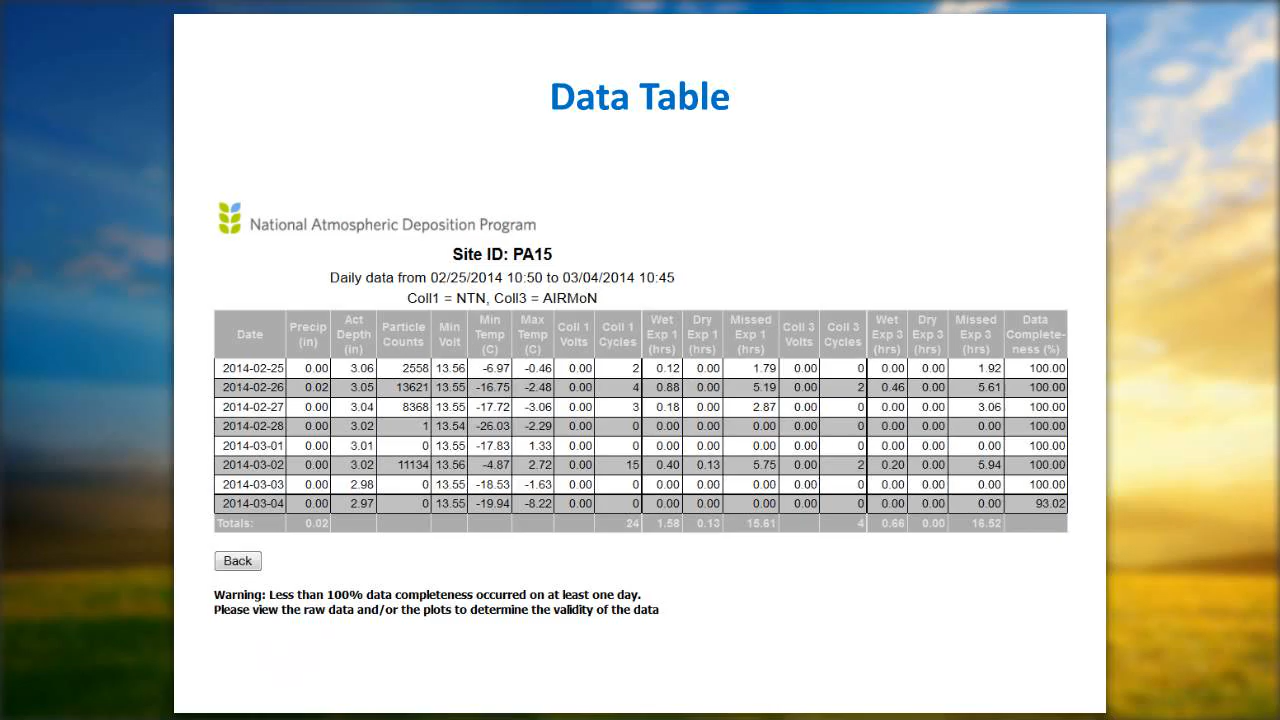 Data Table
National Atmospheric Deposition Program
Site ID: PA15
Daily data from 02/25/2014 10:50 to 03/04/2014 10:45
Coll1 = NTN, Coll3 = AIRMoN
Date Precip (in) Act Depth (in) Particle Counts Min Volt Min Temp (C) Max Temp (C) Coll 1 Volts Coll 1 Cycles Wet Exp 1 (hrs) Dry Exp 1 (hrs) Missed Exp 1 (hrs) Coll 3 Volts Coll 3 Cycles Wet Exp 3 (hrs) Dry Exp 3 (hrs) Missed Exp 3 (hrs) Data Complete-ness (%)
2014-02-25 0.00 3.06 2558 13.56 -6.97 -0.46 0.00 2 0.12 0.00 1.79 0.00 0 0.00 0.00 1.92 100.00
2014-02-26 0.02 3.05 13621 13.55 -16.75 -2.48 0.00 4 0.88 0.00 5.19 0.00 2 0.46 0.00 5.61 100.00
2014-02-27 0.00 3.04 8368 13.55 -17.72 -3.06 0.00 3 0.18 0.00 2.87 0.00 0 0.00 0.00 3.06 100.00
2014-02-28 0.00 3.02 1 13.54 -26.03 -2.29 0.00 0 0.00 0.00 0.00 0.00 0 0.00 0.00 0.00 100.00
2014-03-01 0.00 3.01 0 13.55 -17.83 1.33 0.00 0 0.00 0.00 0.00 0.00 0 0.00 0.00 0.00 100.00
2014-03-02 0.00 3.02 11134 13.56 -4.87 2.72 0.00 15 0.40 0.13 5.75 0.00 2 0.20 0.00 5.94 100.00
2014-03-03 0.00 2.98 0 13.55 -18.53 -1.63 0.00 0 0.00 0.00 0.00 0.00 0 0.00 0.00 0.00 100.00
2014-03-04 0.00 2.97 0 13.55 -19.94 -8.22 0.00 0 0.00 0.00 0.00 0.00 0 0.00 0.00 0.00 93.02
Totals: 0.02 24 1.58 0.13 15.61 4 0.66 0.00 16.52
Back
Warning: Less than 100% data completeness occurred on at least one day.
Please view the raw data and/or the plots to determine the validity of the data